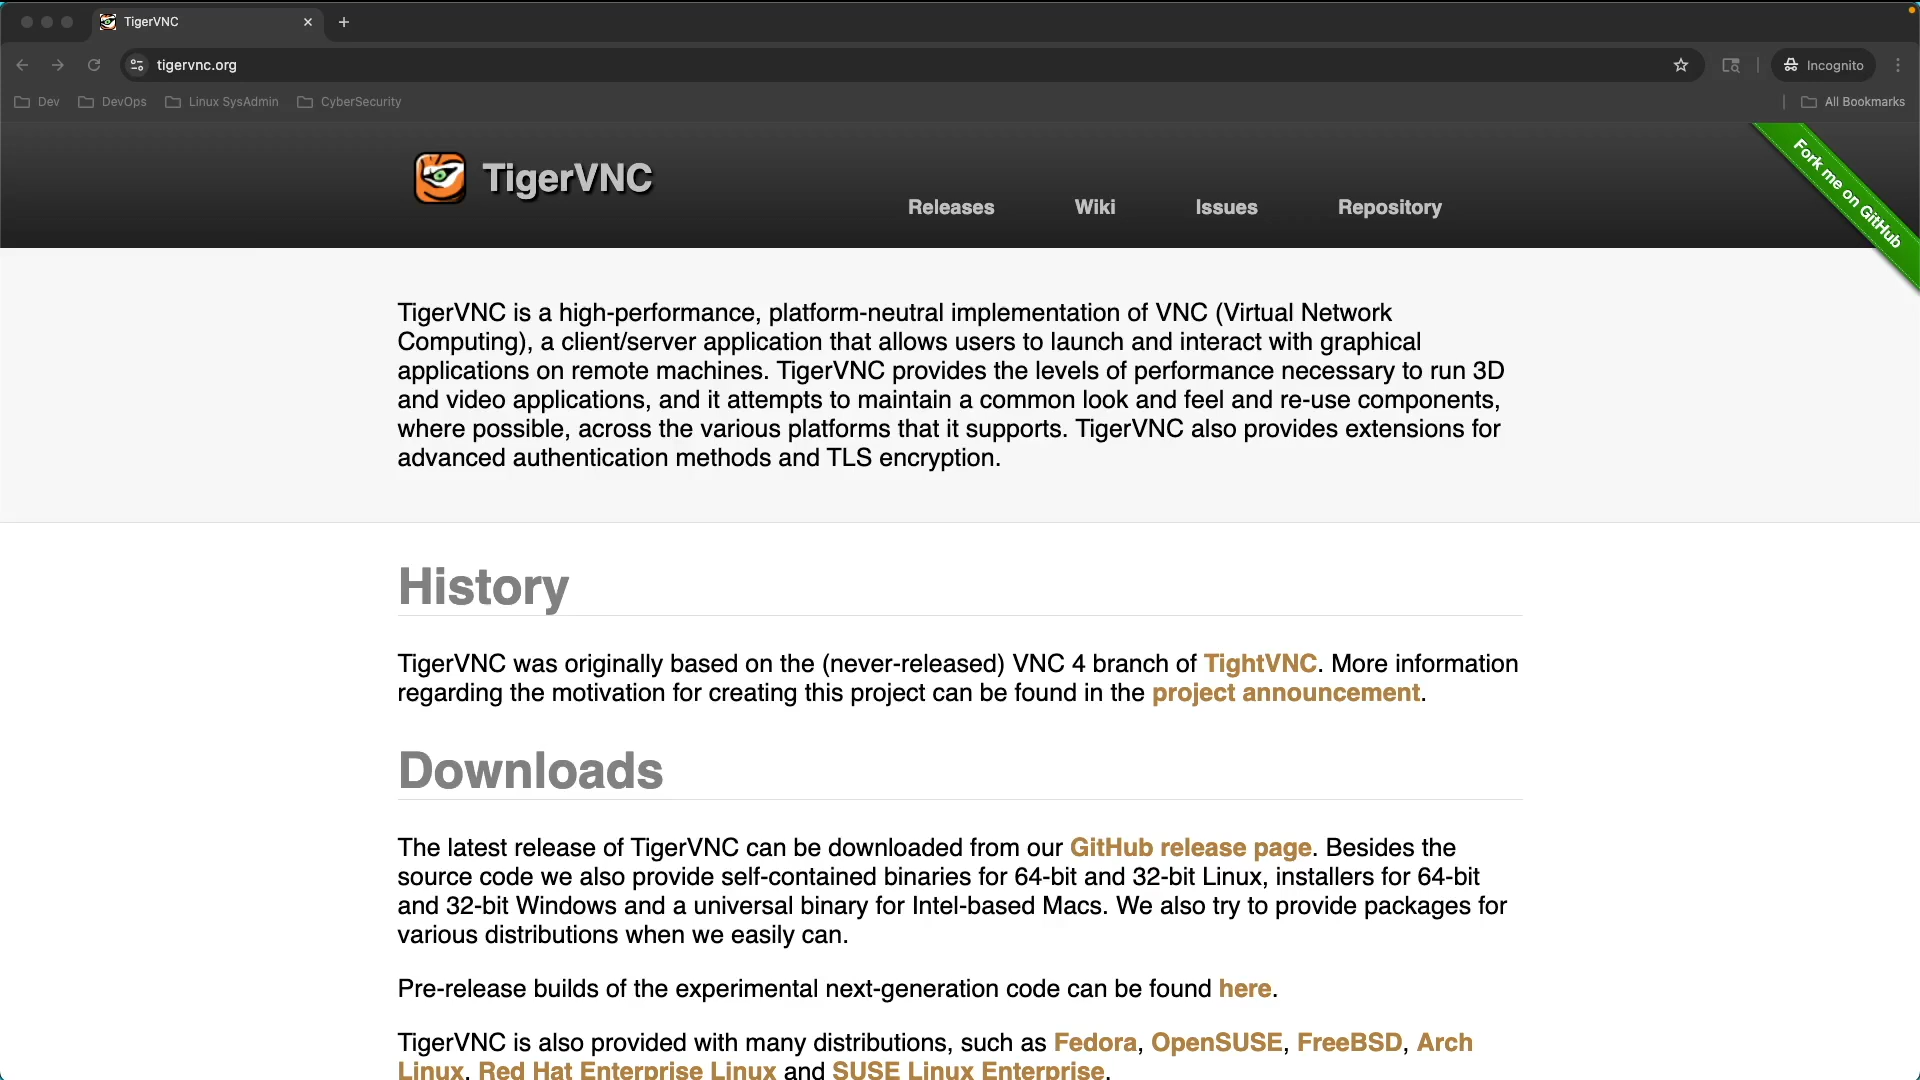 TigerVNC
tigervnc.org
Incognito
Dev
DevOps
Linux SysAdmin
CyberSecurity
All Bookmarks
TigerVNC
Releases
Wiki
Issues
Repository
Fork me on GitHub
TigerVNC is a high-performance, platform-neutral implementation of VNC (Virtual Network
Computing), a client/server application that allows users to launch and interact with graphical
applications on remote machines. TigerVNC provides the levels of performance necessary to run 3D
and video applications, and it attempts to maintain a common look and feel and re-use components,
where possible, across the various platforms that it supports. TigerVNC also provides extensions for
advanced authentication methods and TLS encryption.
History
TigerVNC was originally based on the (never-released) VNC 4 branch of TightVNC. More information
regarding the motivation for creating this project can be found in the project announcement.
Downloads
The latest release of TigerVNC can be downloaded from our GitHub release page. Besides the
source code we also provide self-contained binaries for 64-bit and 32-bit Linux, installers for 64-bit
and 32-bit Windows and a universal binary for Intel-based Macs. We also try to provide packages for
various distributions when we easily can.
Pre-release builds of the experimental next-generation code can be found here.
TigerVNC is also provided with many distributions, such as Fedora, OpenSUSE, FreeBSD, Arch
Linux, Red Hat Enterprise Linux and SUSE Linux Enterprise.